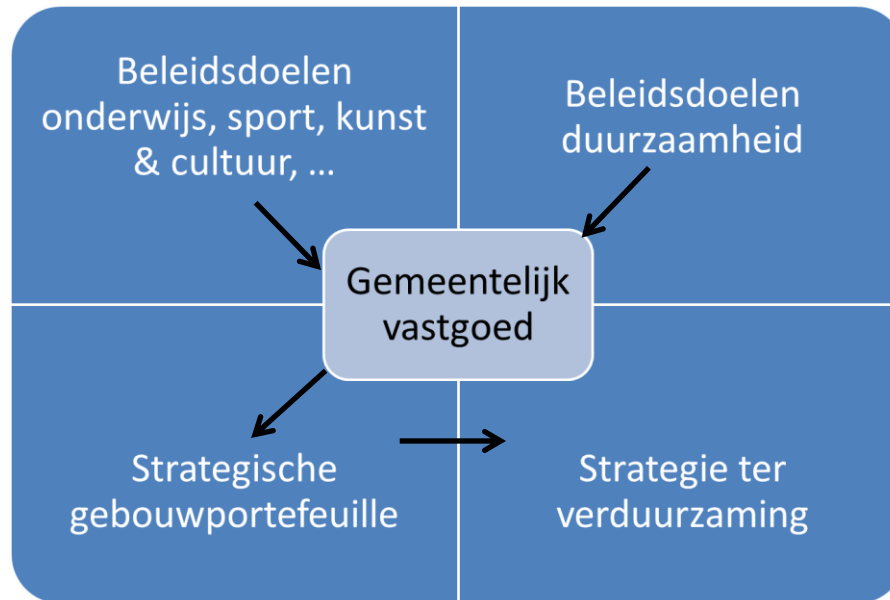 Beleidsdoelen
onderwijs, sport, kunst
& cultuur, ...
Beleidsdoelen
duurzaamheid
Gemeentelijk
vastgoed
Strategische
gebouwportefeuille
Strategie ter
verduurzaming